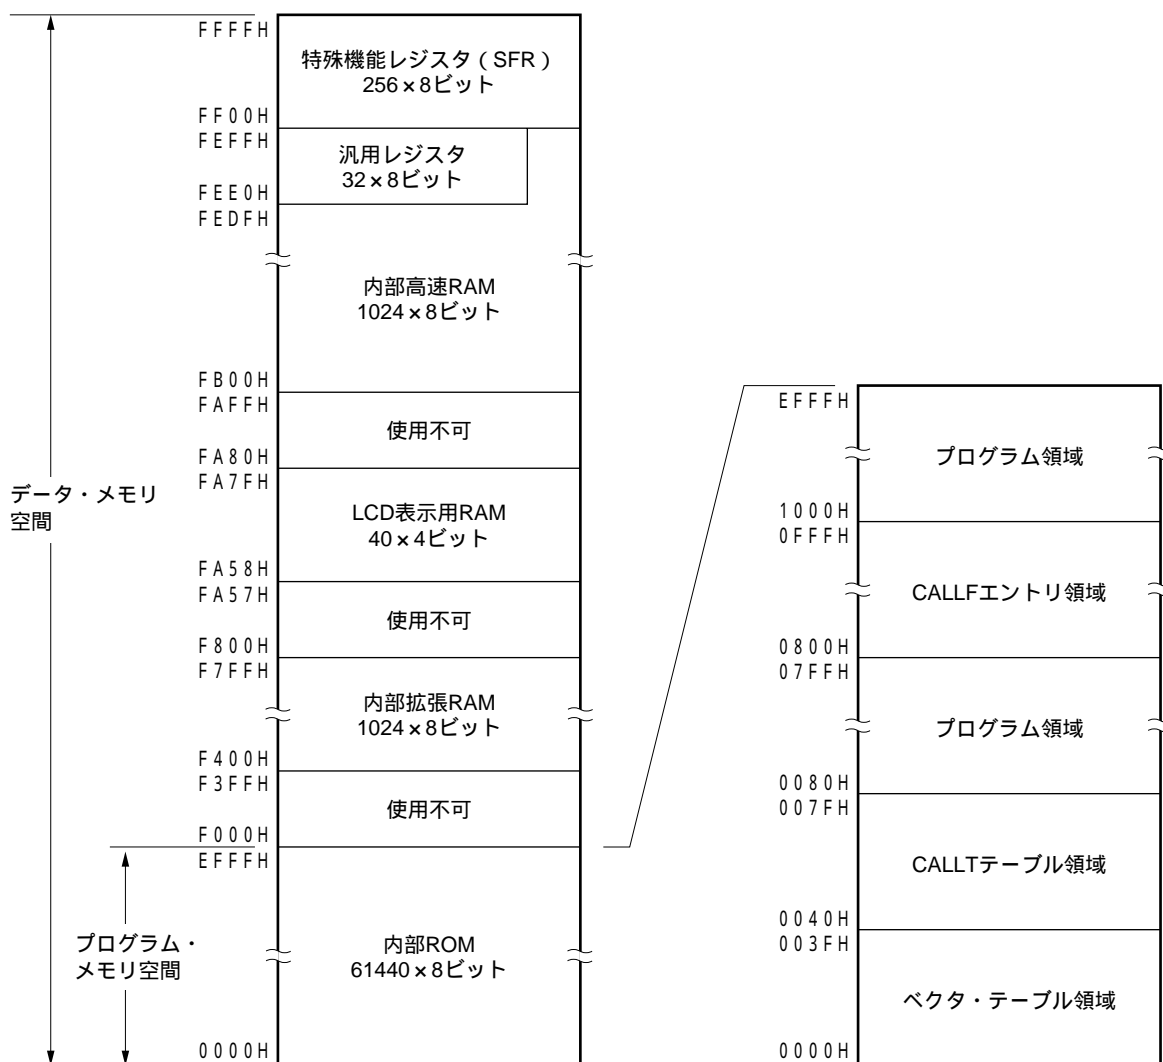 FFFFH
特殊機能レジスタ（SFR）
256×8ビット
FF00H
FEFFH
汎用レジスタ
32×8ビット
FEE0H
FEDFH
内部高速RAM
1024×8ビット
FB00H
FAFFH
使用不可
FA80H
FA7FH
データ・メモリ
空間
LCD表示用RAM
40×4ビット
FA58H
FA57H
使用不可
F800H
F7FFH
内部拡張RAM
1024×8ビット
F400H
F3FFH
使用不可
F000H
EFFFH
プログラム・
メモリ空間
内部ROM
61440×8ビット
0000H
EFFFH
プログラム領域
1000H
0FFFH
CALLFエントリ領域
0800H
07FFH
プログラム領域
0080H
007FH
CALLTテーブル領域
0040H
003FH
ベクタ・テーブル領域
0000H